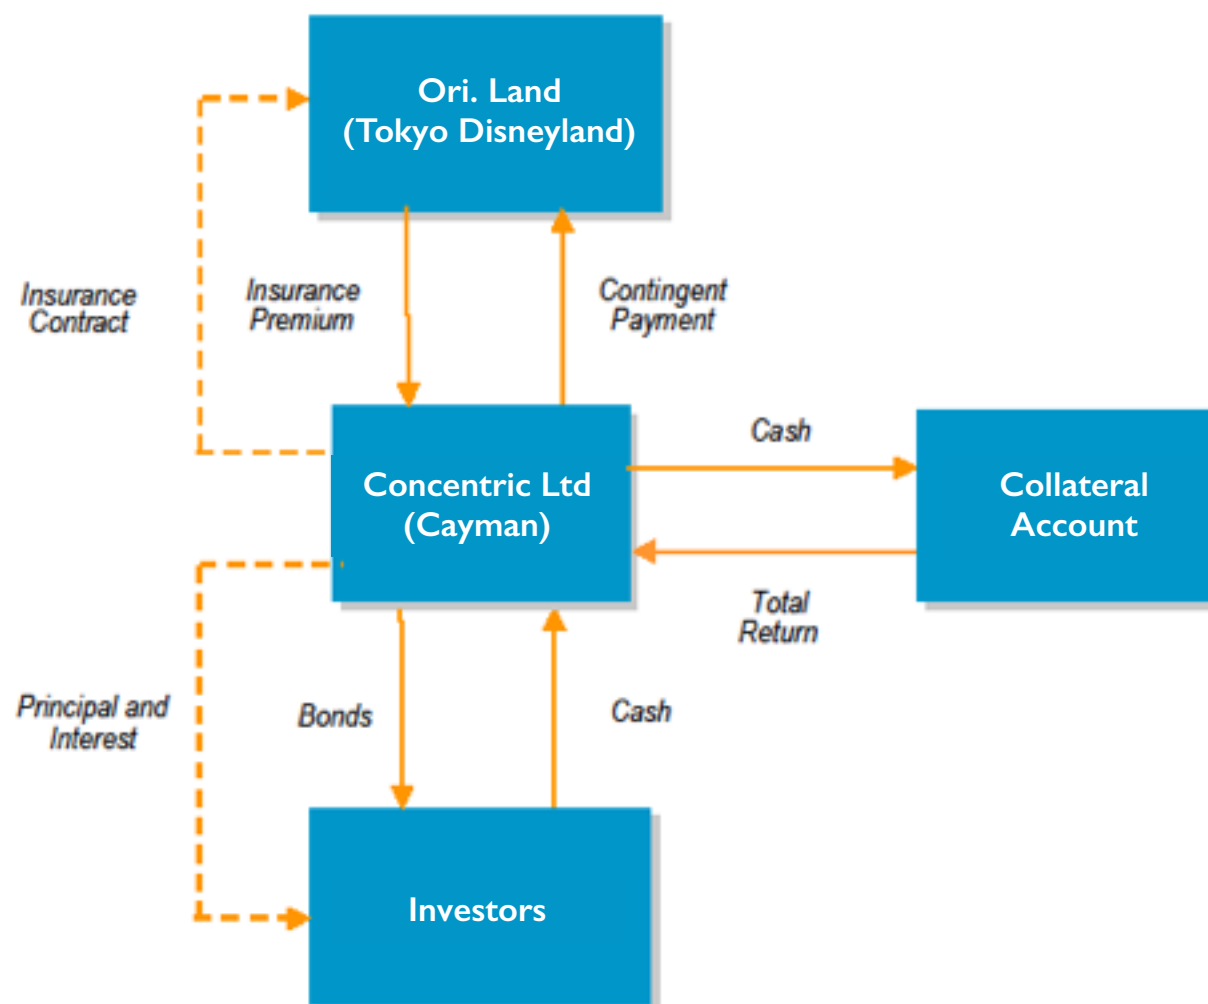 Ori. Land
(Tokyo Disneyland)
Insurance
Contract
Insurance
Premium
Contingent
Payment
Concentric Ltd
(Cayman)
Cash
Collateral
Account
Total
Return
Principal and
Interest
Bonds
Cash
Investors